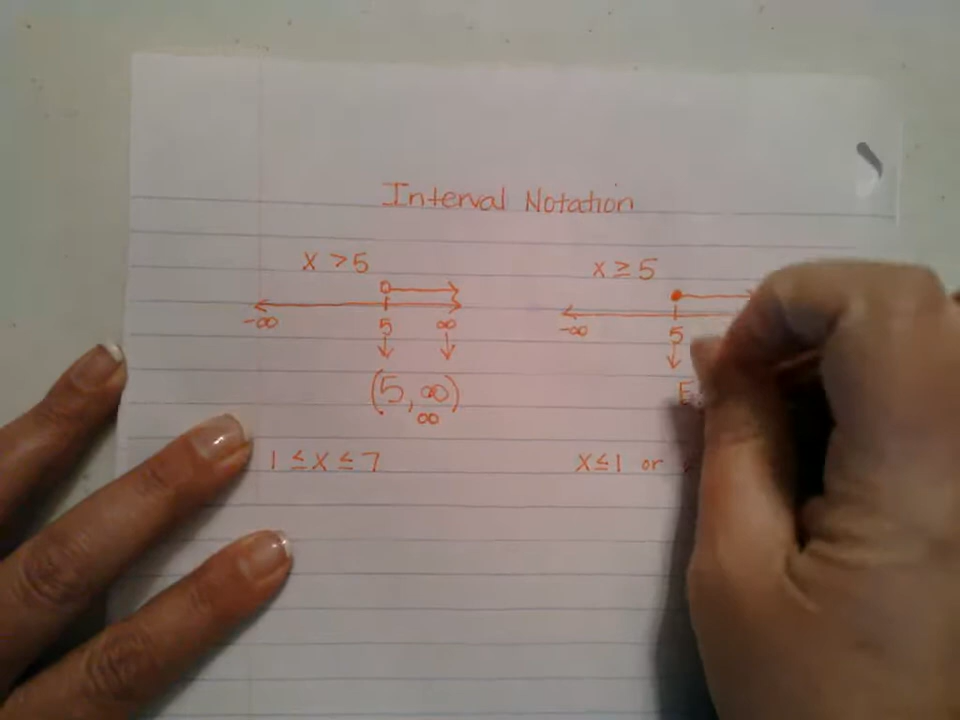 Interval Notation
x > 5
x ≥ 5
-∞ 5 ∞
-∞ 5
(5, ∞)
∞
1 ≤ x ≤ 7
x ≤ 1 or